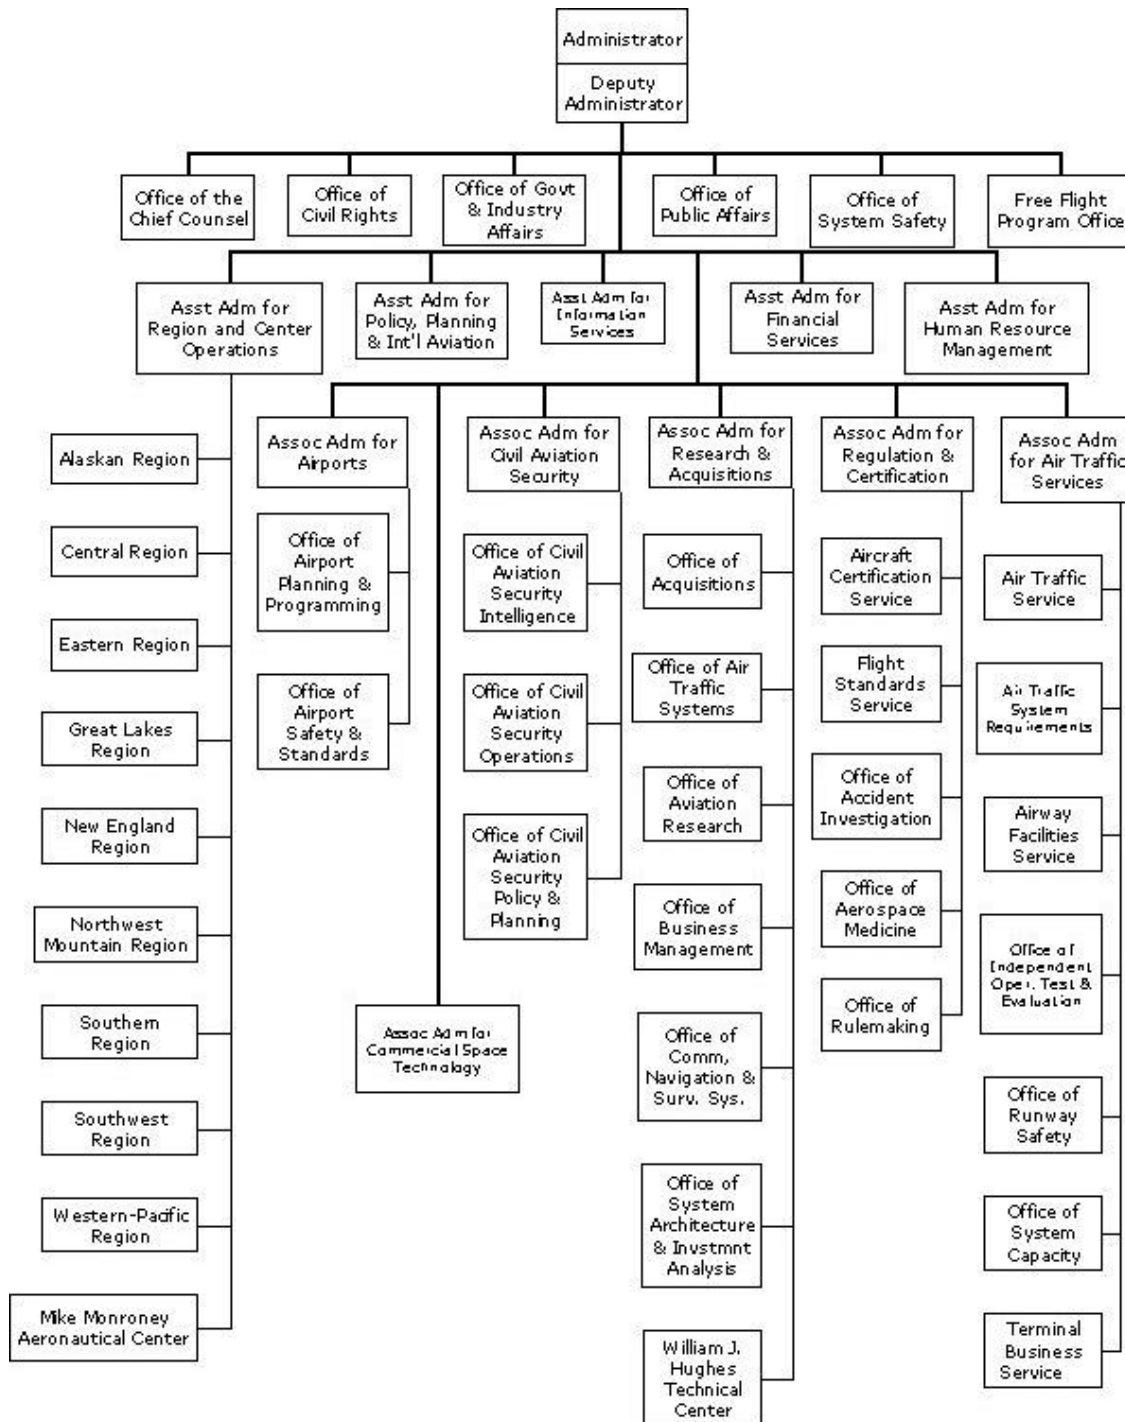 Administrator
Deputy
Administrator
Office of the
Chief Counsel
Office of
Civil Rights
Office of Govt
& Industry
Affairs
Office of
Public Affairs
Office of
System Safety
Free Flight
Program Office
Asst Adm for
Region and Center
Operations
Asst Adm for
Policy, Planning
& Int'l Aviation
Asst Adm for
Information
Services
Asst Adm for
Financial
Services
Asst Adm for
Human Resource
Management
Alaskan Region
Central Region
Eastern Region
Great Lakes
Region
New England
Region
Northwest
Mountain Region
Southern
Region
Southwest
Region
Western-Pacific
Region
Mike Monroney
Aeronautical Center
Assoc Adm for
Airports
Office of
Airport
Planning &
Programming
Office of
Airport
Safety &
Standards
Assoc Adm for
Commercial Space
Technology
Assoc Adm for
Civil Aviation
Security
Office of Civil
Aviation
Security
Intelligence
Office of Civil
Aviation
Security
Operations
Office of Civil
Aviation
Security
Policy &
Planning
Assoc Adm for
Research &
Acquisitions
Office of
Acquisitions
Office of Air
Traffic
Systems
Office of
Aviation
Research
Office of
Business
Management
Office of
Comm,
Navigation &
Surv. Sys.
Office of
System
Architecture
& Invstmnt
Analysis
William J.
Hughes
Technical
Center
Assoc Adm for
Regulation &
Certification
Aircraft
Certification
Service
Flight
Standards
Service
Office of
Accident
Investigation
Office of
Aerospace
Medicine
Office of
Rulemaking
Assoc Adm
for Air Traffic
Services
Air Traffic
Service
Air Traffic
System
Requirements
Airway
Facilities
Service
Office of
Independent
Oper. Test &
Evaluation
Office of
Runway
Safety
Office of
System
Capacity
Terminal
Business
Service